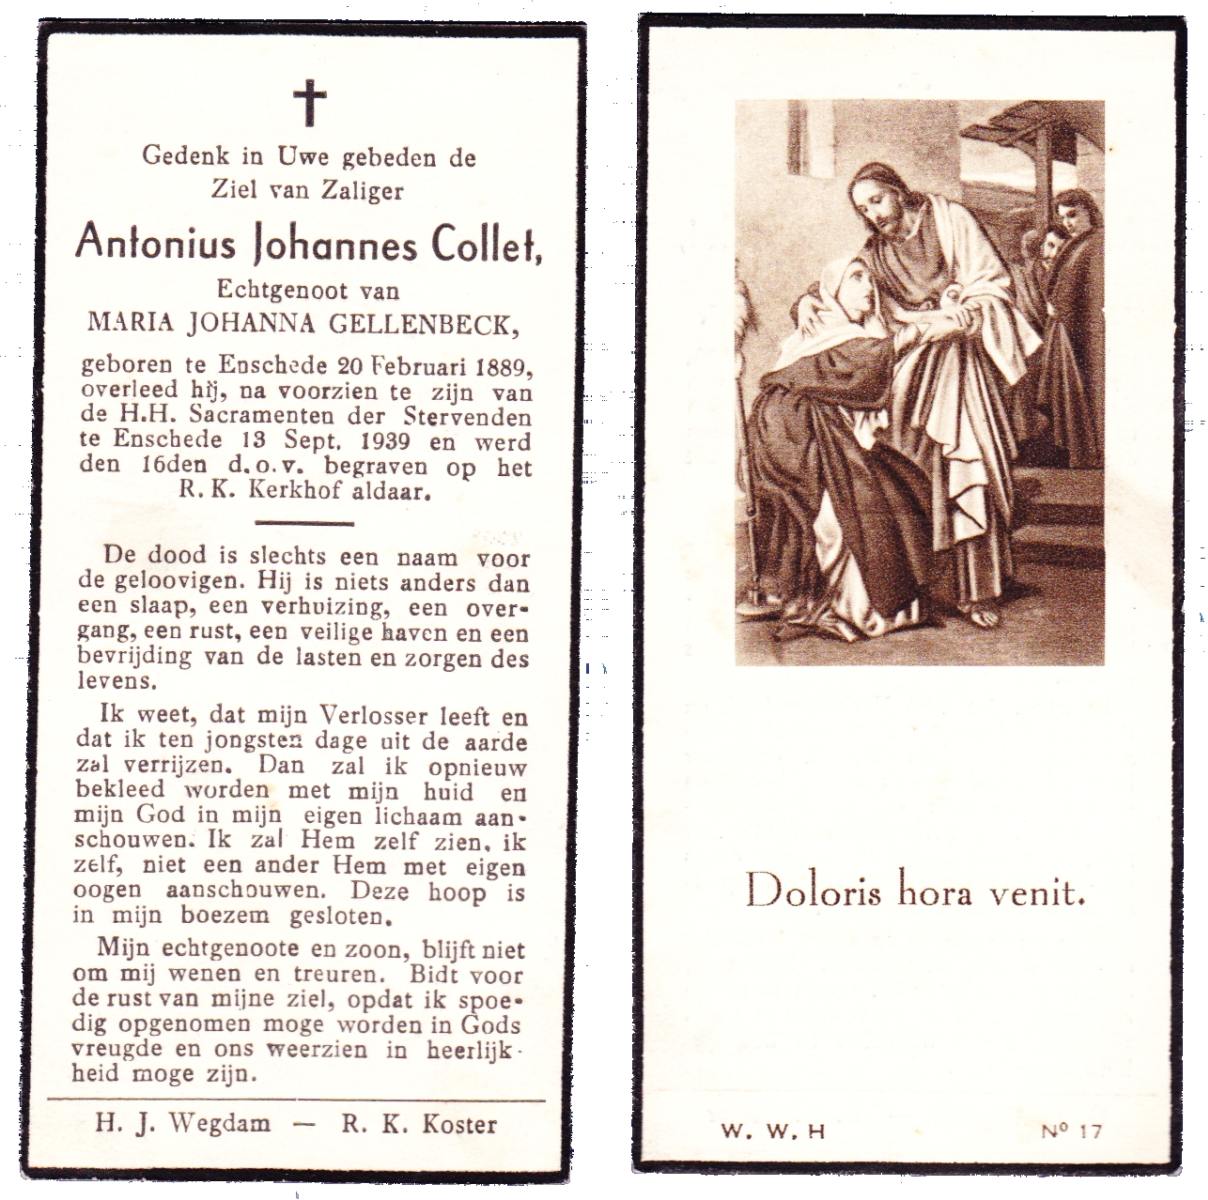 Gedenk in Uwe gebeden de
Ziel van Zaliger
Antonius Johannes Collet,
Echtgenoot van
MARIA JOHANNA GELLENBECK,
geboren te Enschede 20 Februari 1889,
overleed hij, na voorzien te zijn van
de H.H. Sacramenten der Stervenden
te Enschede 13 Sept. 1939 en werd
den 16den d.o.v. begraven op het
R. K. Kerkhof aldaar.
De dood is slechts een naam voor
de geloovigen. Hij is niets anders dan
een slaap, een verhuizing, een over-
gang, een rust, een veilige haven en een
bevrijding van de lasten en zorgen des
levens.
Ik weet, dat mijn Verlosser leeft en
dat ik ten jongsten dage uit de aarde
zal verrijzen. Dan zal ik opnieuw
bekleed worden met mijn huid en
mijn God in mijn eigen lichaam aan-
schouwen. Ik zal Hem zelf zien, ik
zelf, niet een ander Hem met eigen
oogen aanschouwen. Deze hoop is
in mijn boezem gesloten.
Mijn echtgenoote en zoon, blijft niet
om mij wenen en treuren. Bidt voor
de rust van mijne ziel, opdat ik spoe-
dig opgenomen moge worden in Gods
vreugde en ons weerzien in heerlijk-
heid moge zijn.
H. J. Wegdam — R. K. Koster
Doloris hora venit.
W. W. H Nº 17